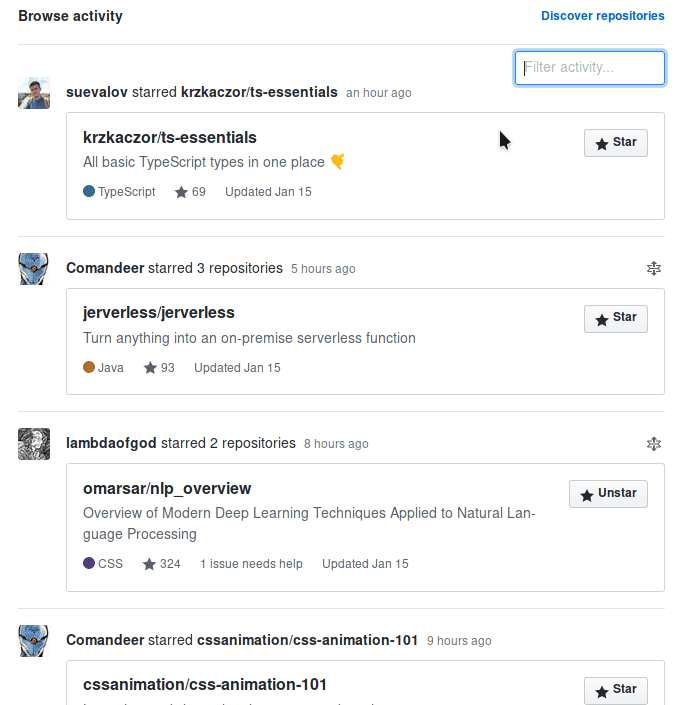 Browse activity
Discover repositories
Filter activity...
suevalov starred krzkaczor/ts-essentials an hour ago
krzkaczor/ts-essentials
Star
All basic TypeScript types in one place
TypeScript 69 Updated Jan 15
Comandeer starred 3 repositories 5 hours ago
jerverless/jerverless
Star
Turn anything into an on-premise serverless function
Java 93 Updated Jan 15
lambdaofgod starred 2 repositories 8 hours ago
omarsar/nlp_overview
Unstar
Overview of Modern Deep Learning Techniques Applied to Natural Lan-
guage Processing
CSS 324 1 issue needs help Updated Jan 15
Comandeer starred cssanimation/css-animation-101 9 hours ago
cssanimation/css-animation-101
Star